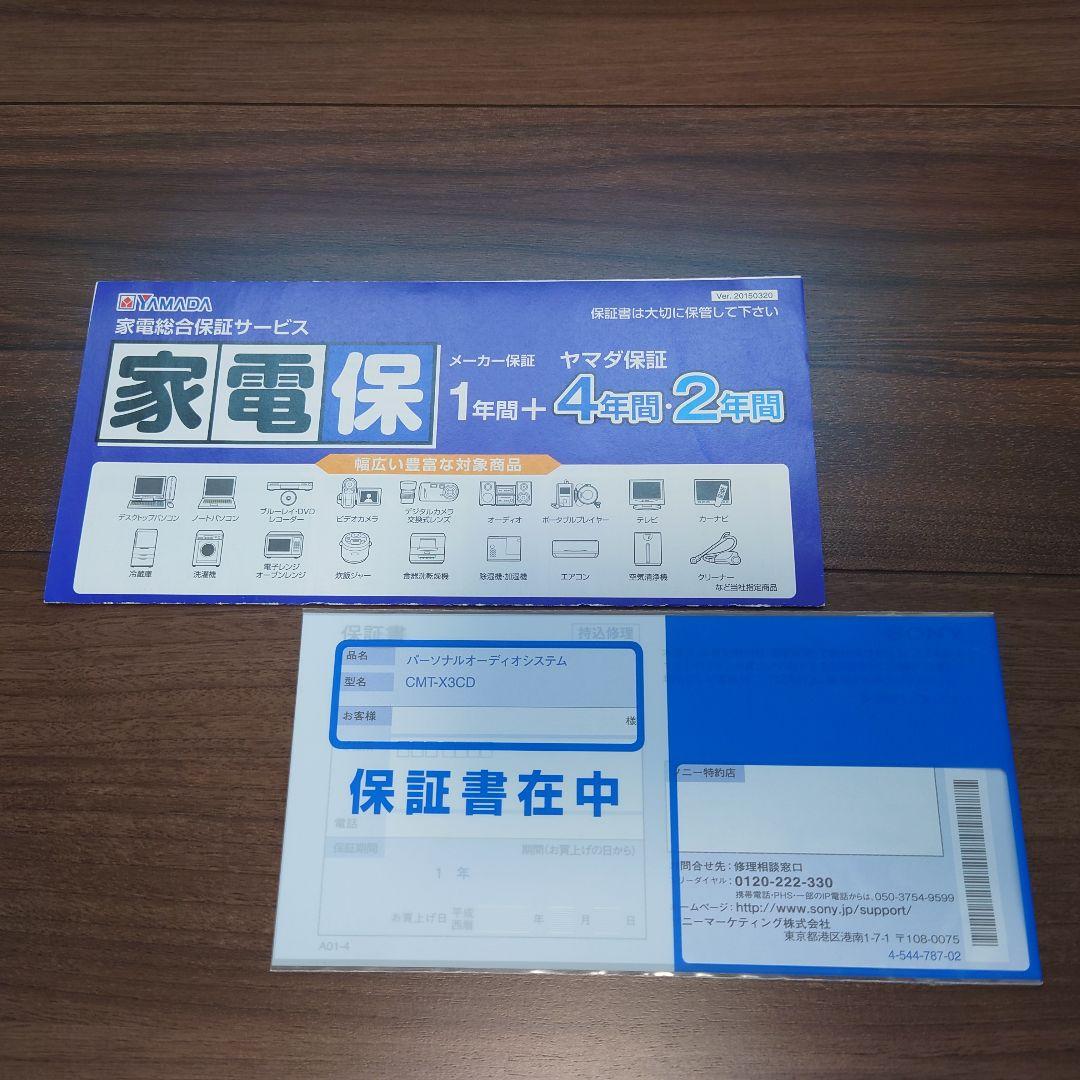 YAMADA
Ver. 20150320
家電総合保証サービス
保証書は大切に保管して下さい
家電保
メーカー保証 ヤマダ保証
1年間+4年間・2年間
幅広い豊富な対象商品
デスクトップパソコン
ノートパソコン
ブルーレイ・DVD
レコーダー
ビデオカメラ
デジタルカメラ
交換式レンズ
オーディオ
ポータブルプレイヤー
テレビ
カーナビ
冷蔵庫
洗濯機
電子レンジ
オーブンレンジ
炊飯ジャー
食器洗乾燥機
除湿機・加湿機
エアコン
空気清浄機
クリーナー
など当社指定商品
保証書
持込修理
品名 パーソナルオーディオシステム
型名 CMT-X3CD
お客様 様
保証書在中
電話
保証期間 期間(お買上げの日から)
1 年
お買上げ日 平成 西暦 年 月 日
A01-4
ソニー特約店
問合せ先:修理相談窓口
リーダイヤル:0120-222-330
携帯電話・PHS・一部のIP電話からは、050-3754-9599
ームページ:http://www.sony.jp/support/
ニーマーケティング株式会社
東京都港区港南1-7-1 〒108-0075
4-544-787-02